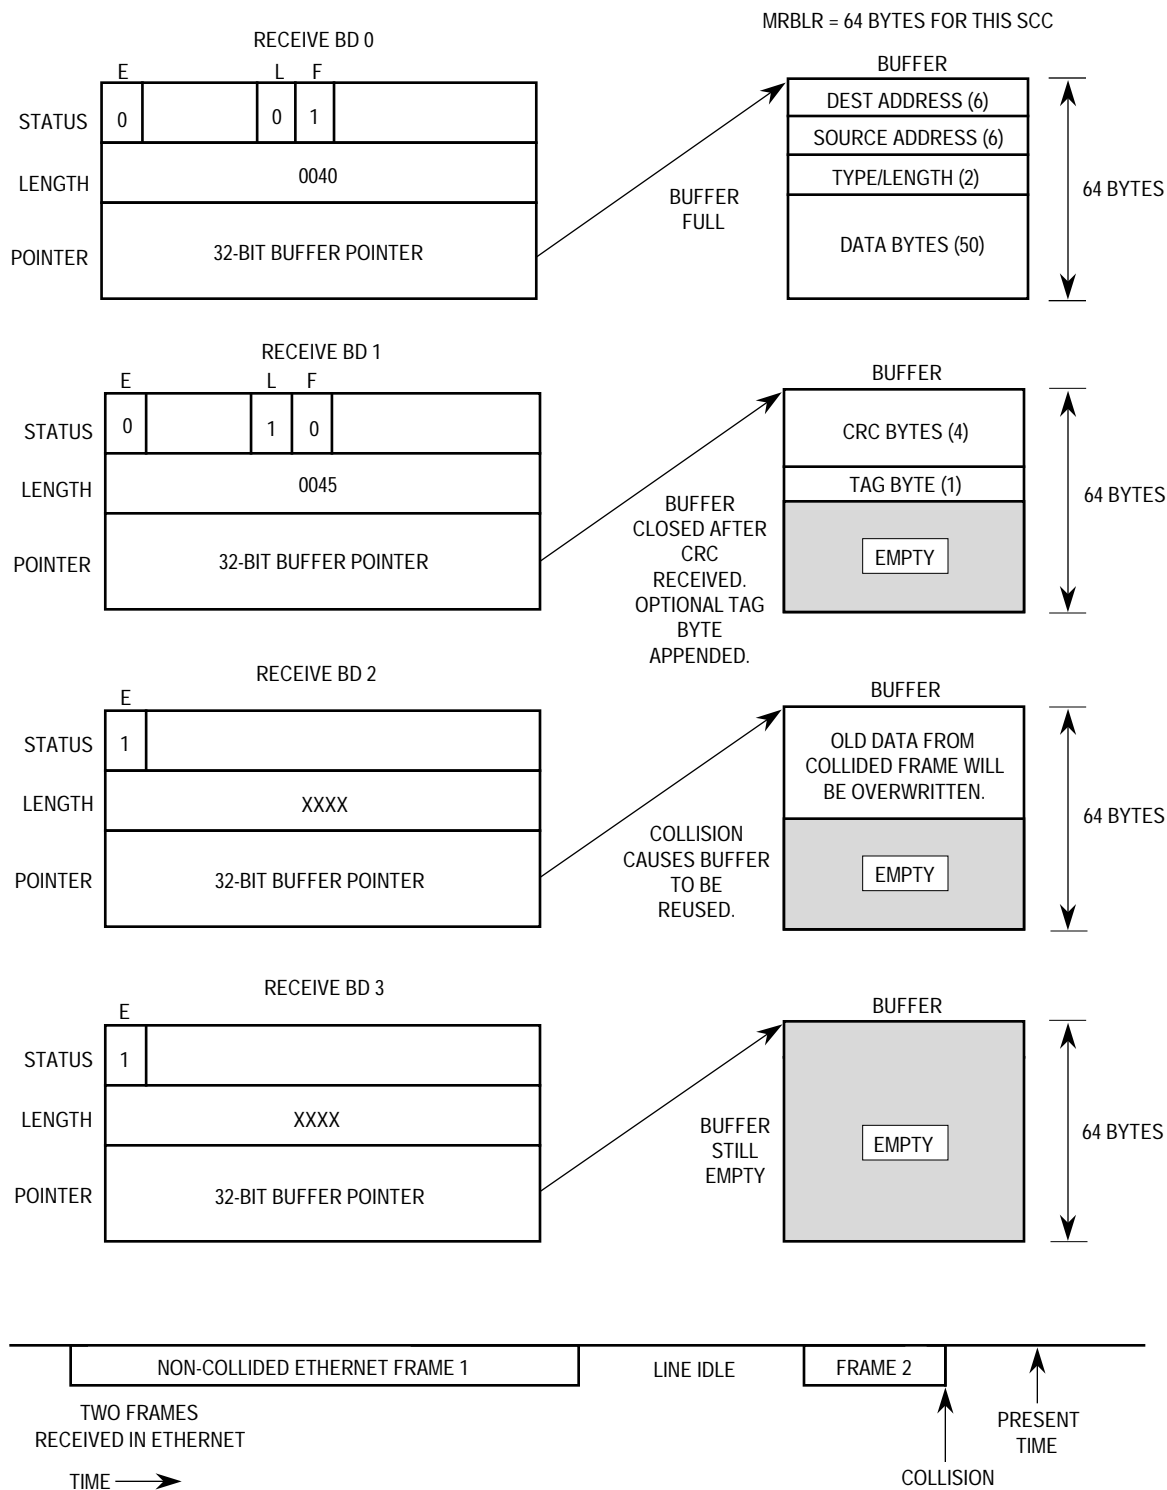 MRBLR = 64 BYTES FOR THIS SCC
RECEIVE BD 0
E L F
STATUS 0 0 1
LENGTH 0040
POINTER 32-BIT BUFFER POINTER
BUFFER
FULL
BUFFER
DEST ADDRESS (6)
SOURCE ADDRESS (6)
TYPE/LENGTH (2)
DATA BYTES (50)
64 BYTES
RECEIVE BD 1
E L F
STATUS 0 1 0
LENGTH 0045
POINTER 32-BIT BUFFER POINTER
BUFFER
CLOSED AFTER
CRC
RECEIVED.
OPTIONAL TAG
BYTE
APPENDED.
BUFFER
CRC BYTES (4)
TAG BYTE (1)
EMPTY
64 BYTES
RECEIVE BD 2
E
STATUS 1
LENGTH XXXX
POINTER 32-BIT BUFFER POINTER
COLLISION
CAUSES BUFFER
TO BE
REUSED.
BUFFER
OLD DATA FROM
COLLIDED FRAME WILL
BE OVERWRITTEN.
EMPTY
64 BYTES
RECEIVE BD 3
E
STATUS 1
LENGTH XXXX
POINTER 32-BIT BUFFER POINTER
BUFFER
STILL
EMPTY
BUFFER
EMPTY
64 BYTES
NON-COLLIDED ETHERNET FRAME 1 LINE IDLE FRAME 2
TWO FRAMES
RECEIVED IN ETHERNET
TIME
COLLISION
PRESENT
TIME